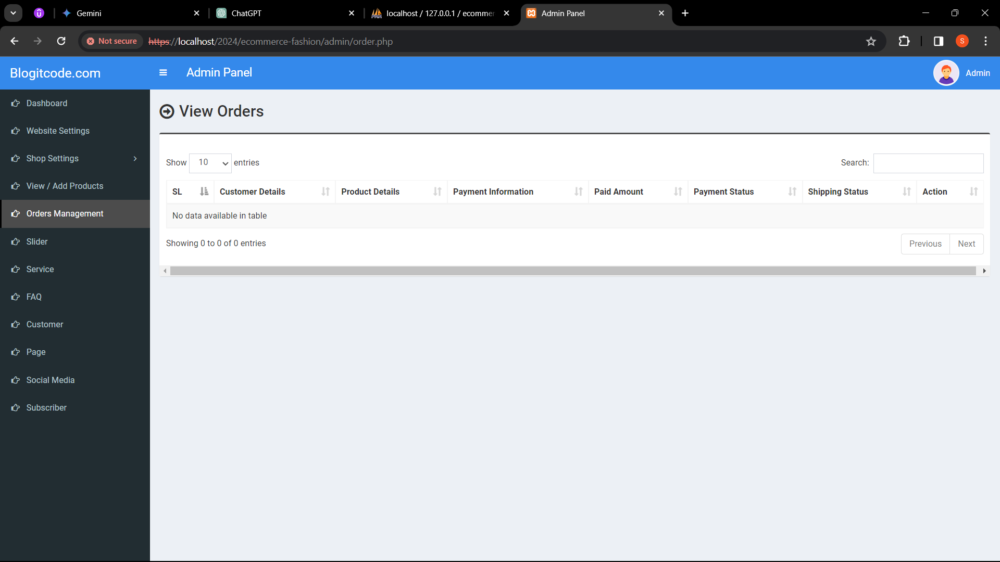 Gemini
ChatGPT
localhost / 127.0.0.1 / ecommer
Admin Panel
Not secure
https://localhost/2024/ecommerce-fashion/admin/order.php
S
Blogitcode.com
Admin Panel
Admin
Dashboard
Website Settings
Shop Settings
View / Add Products
Orders Management
Slider
Service
FAQ
Customer
Page
Social Media
Subscriber
View Orders
Show 10 entries
Search:
SL Customer Details Product Details Payment Information Paid Amount Payment Status Shipping Status Action
No data available in table
Showing 0 to 0 of 0 entries
Previous Next